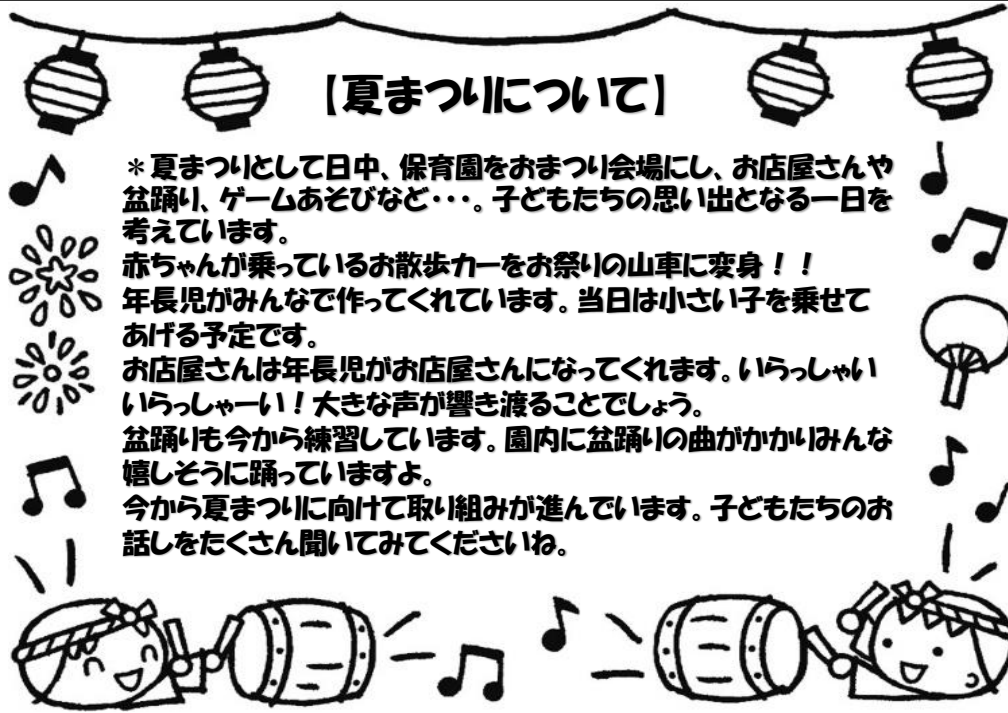 【夏まつりについて】
＊夏まつりとして日中、保育園をおまつり会場にし、お店屋さんや
盆踊り、ゲームあそびなど・・・。子どもたちの思い出となる一日を
考えています。
赤ちゃんが乗っているお散歩カーをお祭りの山車に変身！！
年長児がみんなで作ってくれています。当日は小さい子を乗せて
あげる予定です。
お店屋さんは年長児がお店屋さんになってくれます。いらっしゃい
いらっしゃーい！大きな声が響き渡ることでしょう。
盆踊りも今から練習しています。園内に盆踊りの曲がかかりみんな
嬉しそうに踊っていますよ。
今から夏まつりに向けて取り組みが進んでいます。子どもたちのお
話しをたくさん聞いてみてくださいね。